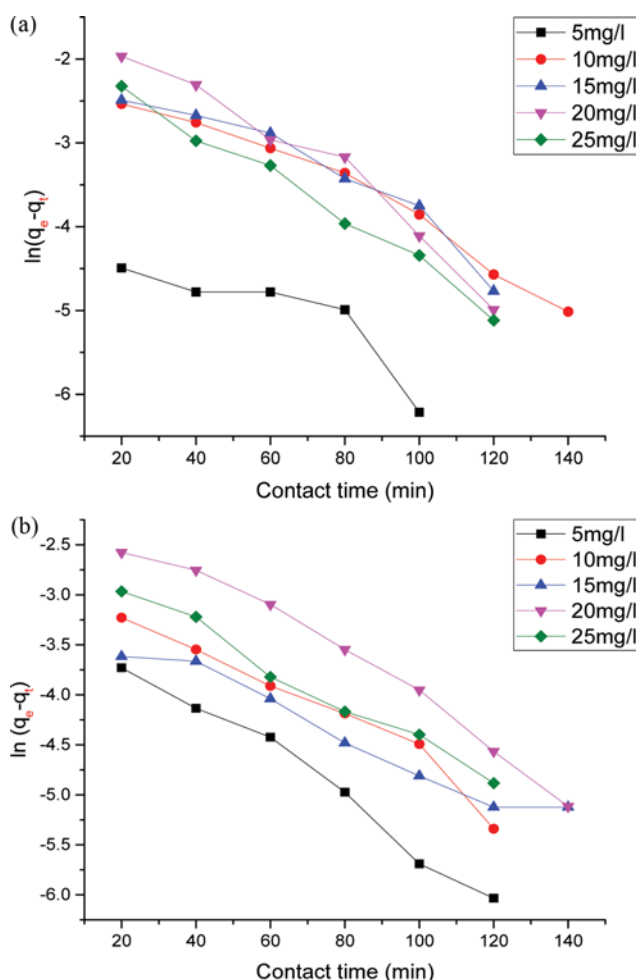 (a)
-2
-3
-4
-5
-6
ln(qe-qt)
20 40 60 80 100 120 140
Contact time (min)
5mg/l
10mg/l
15mg/l
20mg/l
25mg/l
(b)
-2.5
-3.0
-3.5
-4.0
-4.5
-5.0
-5.5
-6.0
ln (qe-qt)
20 40 60 80 100 120 140
Contact time (min)
5mg/l
10mg/l
15mg/l
20mg/l
25mg/l